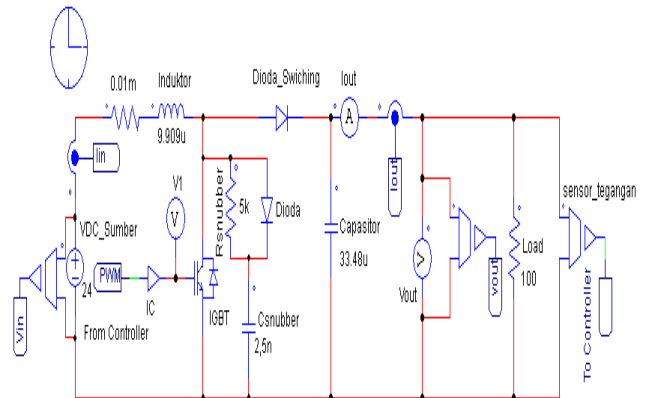 0.01m
Induktor
9.909u
Dioda_Swiching
Iout
A
Iin
Iout
V1
V
Rsnubber
5k
Dioda
sensor_tegangan
VDC_Sumber
24
PWM
IC
IGBT
Capasitor
33.48u
Load
100
V
Vout
vout
Vin
From Controller
Csnubber
2,5n
To Controller